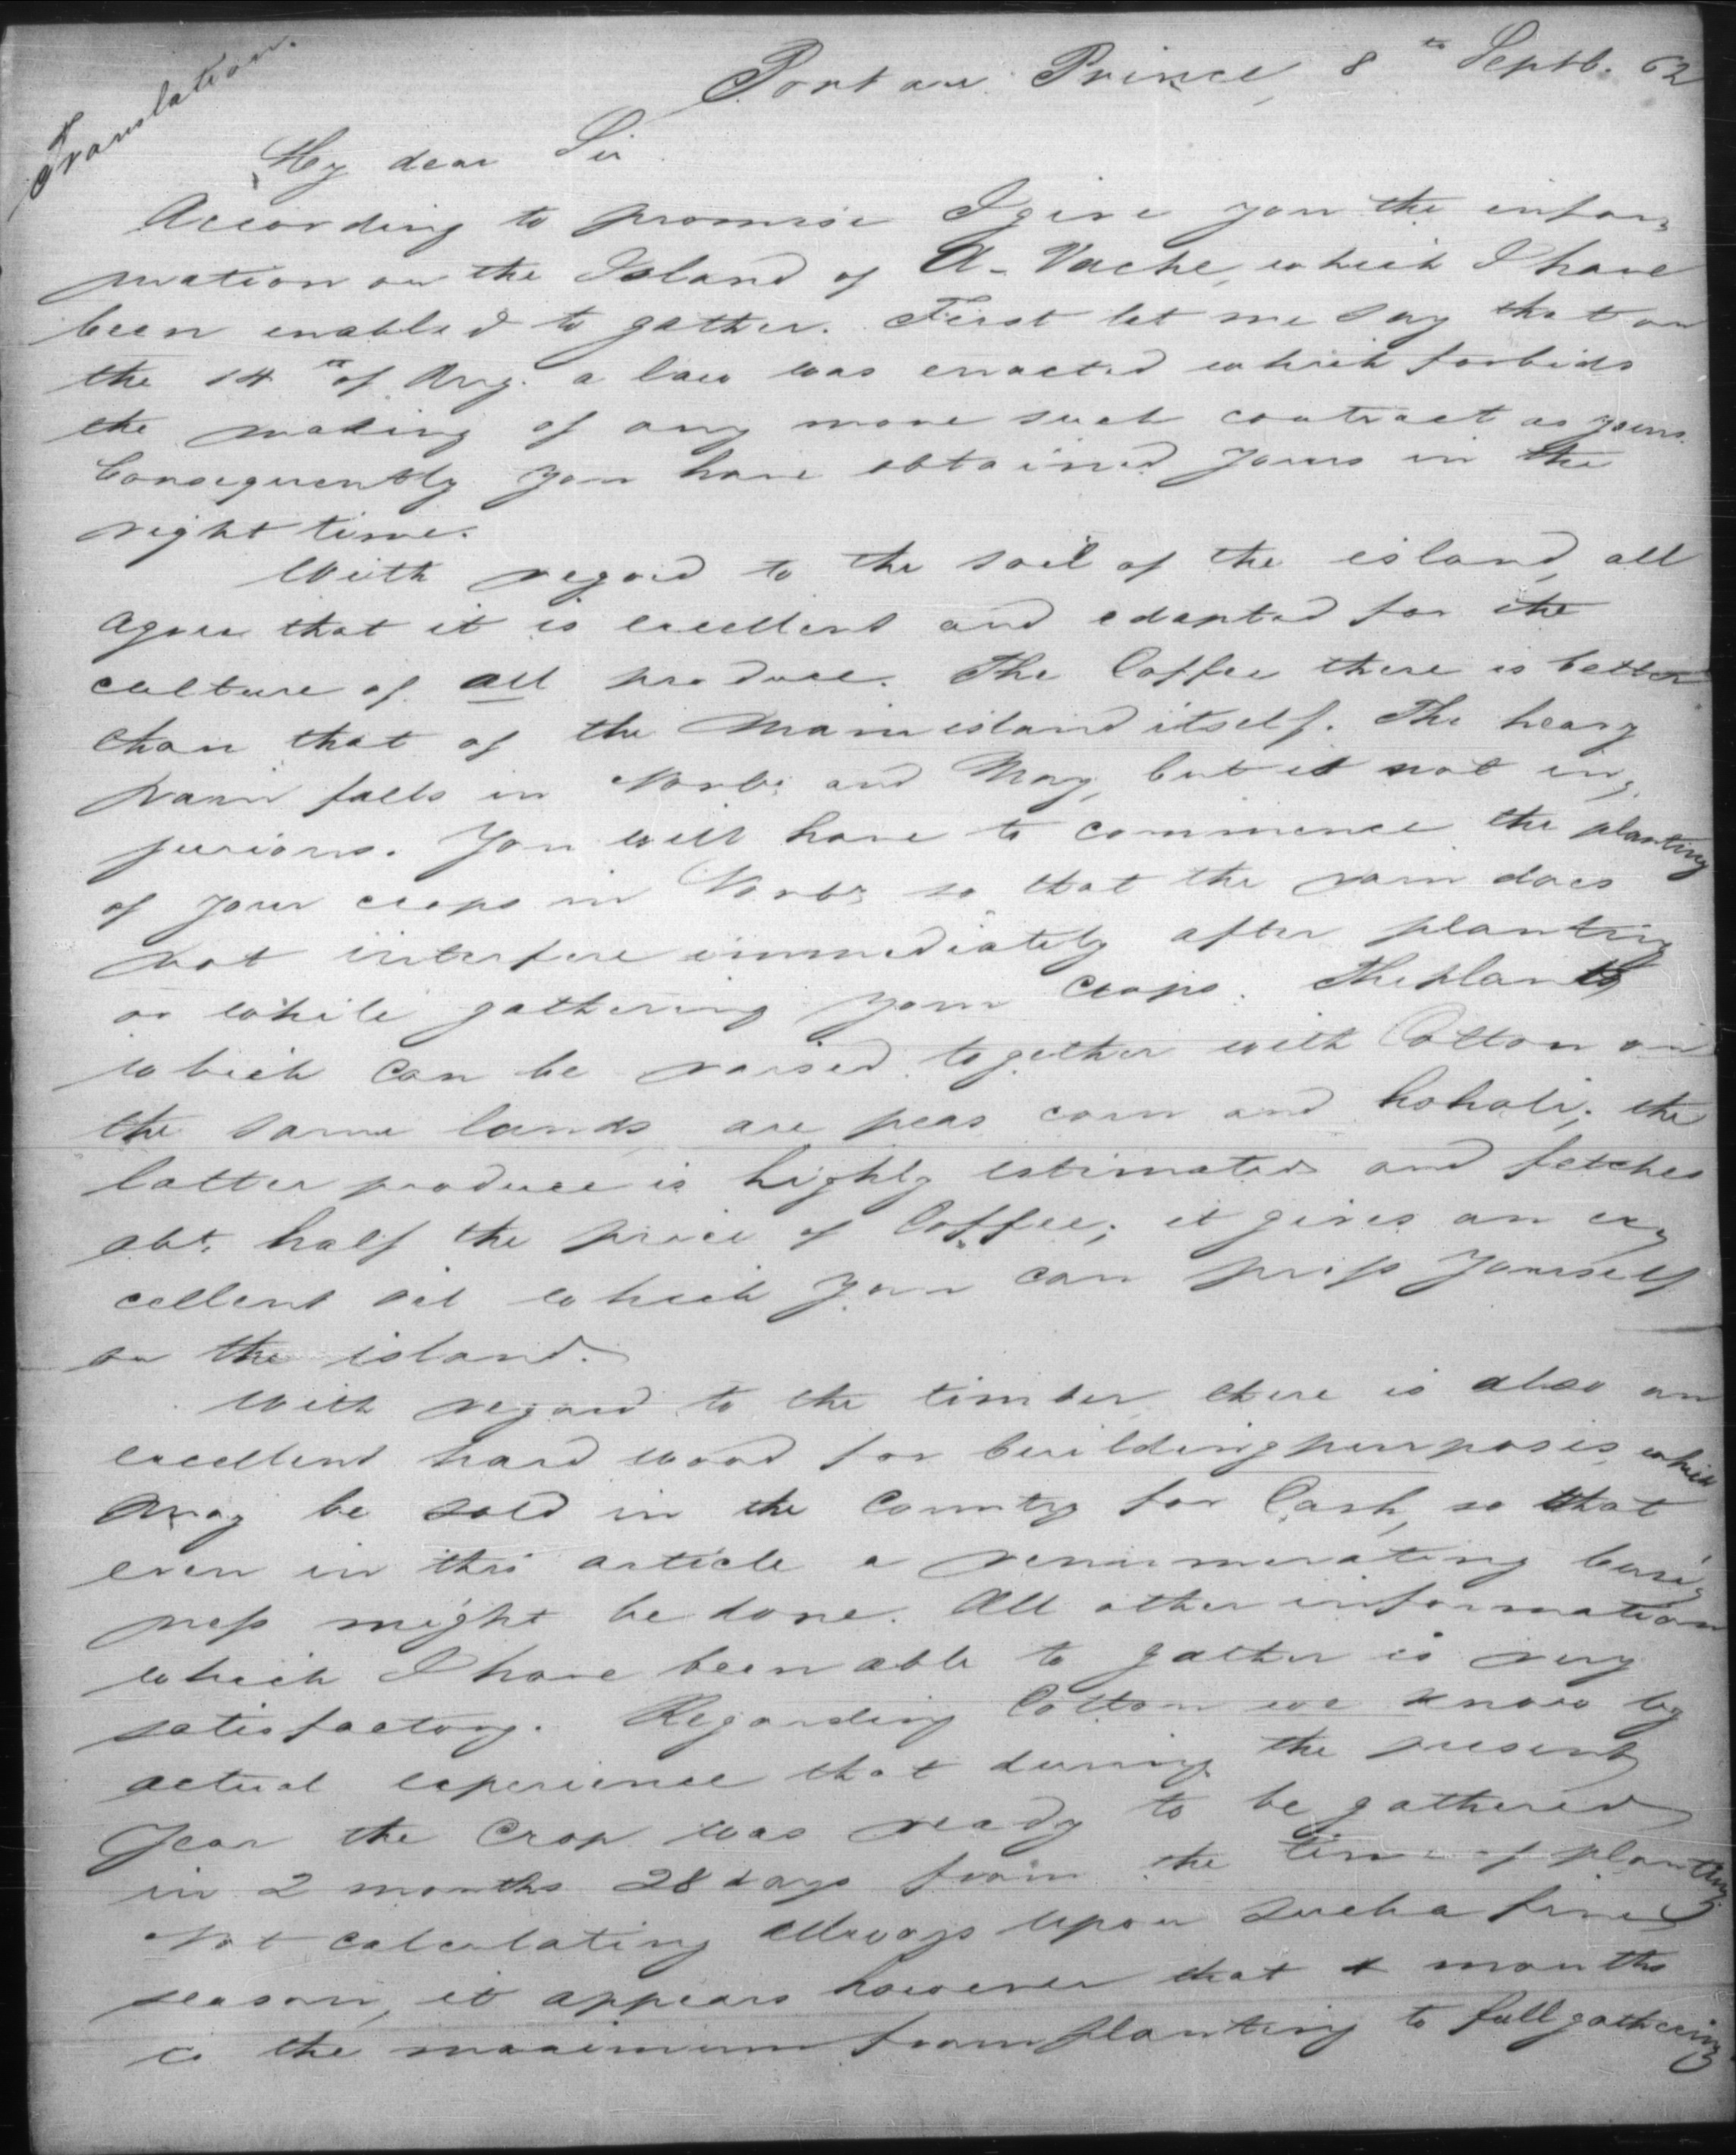 Translation.
Port au Prince, 8th Septb. 62
My dear Sir
According to promise I give you the infor=
mation on the Island of A-Vache, which I have
been enabled to gather. First let me say that on
the 14th of Aug. a law was enacted which forbids
the making of any more such contract as yours.
Consequently you have obtained yours in the
right time.
With regard to the soil of the island, all
agree that it is excellent and adapted for the
culture of all produce. The Coffee there is better
than that of the Main island itself. The heavy
rain falls in Novbr and May, but is not in=
jurious. You will have to commence the planting
of your crops in Novbr so that the rain does
not interfere immediately after planting
or while gathering your Crops. The plants
which can be raised together with Cotton on
the same lands are peas corn and hoholi; the
latter produce is highly estimated and fetches
abt. half the price of Coffee; it gives an ex=
cellent oil which you can press yourself
on the island.
With regard to the timber there is also an
excellent hard wood for building purposes, which
may be sold in the Country for Cash, so that
even in this article a renumerating busi=
ness might be done. All other information
which I have been able to gather is very
satisfactory. Regarding Cotton we know by
actual experience that during the present
Year the Crop was ready to be gathered
in 2 months 28 days from the time of planting.
Not calculating allways upon such a fine
season, it appears however that 4 months
is the maximum from planting to full gathering